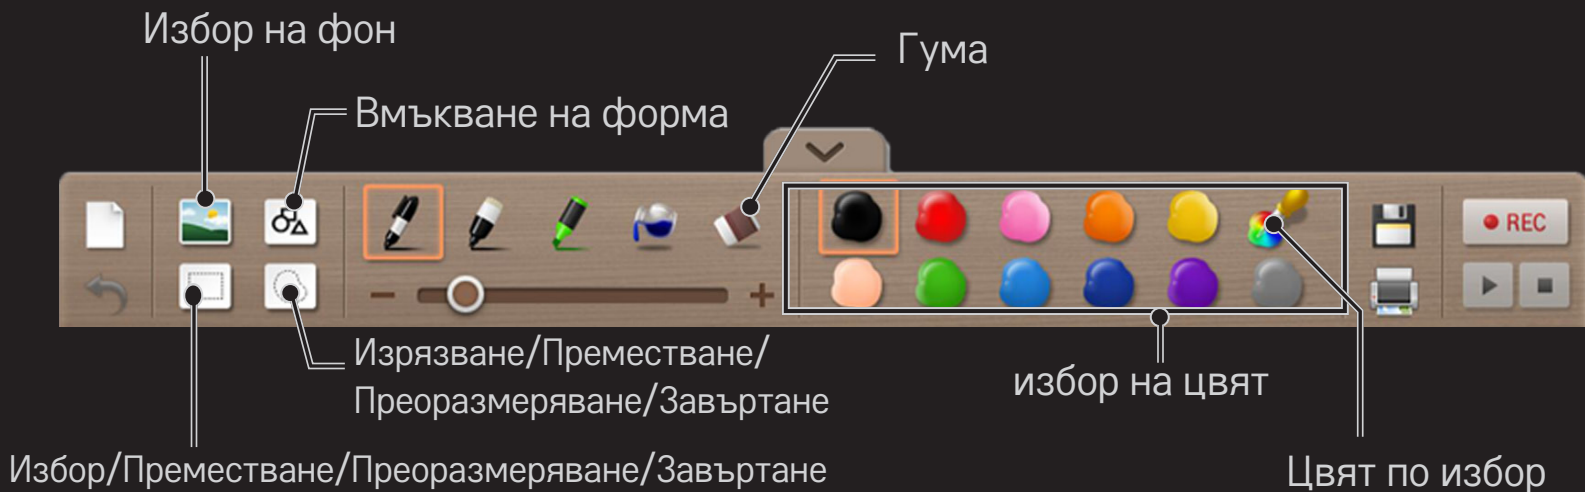 Избор на фон
Гума
Вмъкване на форма
REC
Изрязване/Преместване/
Преоразмеряване/Завъртане
избор на цвят
Избор/Преместване/Преоразмеряване/Завъртане
Цвят по избор